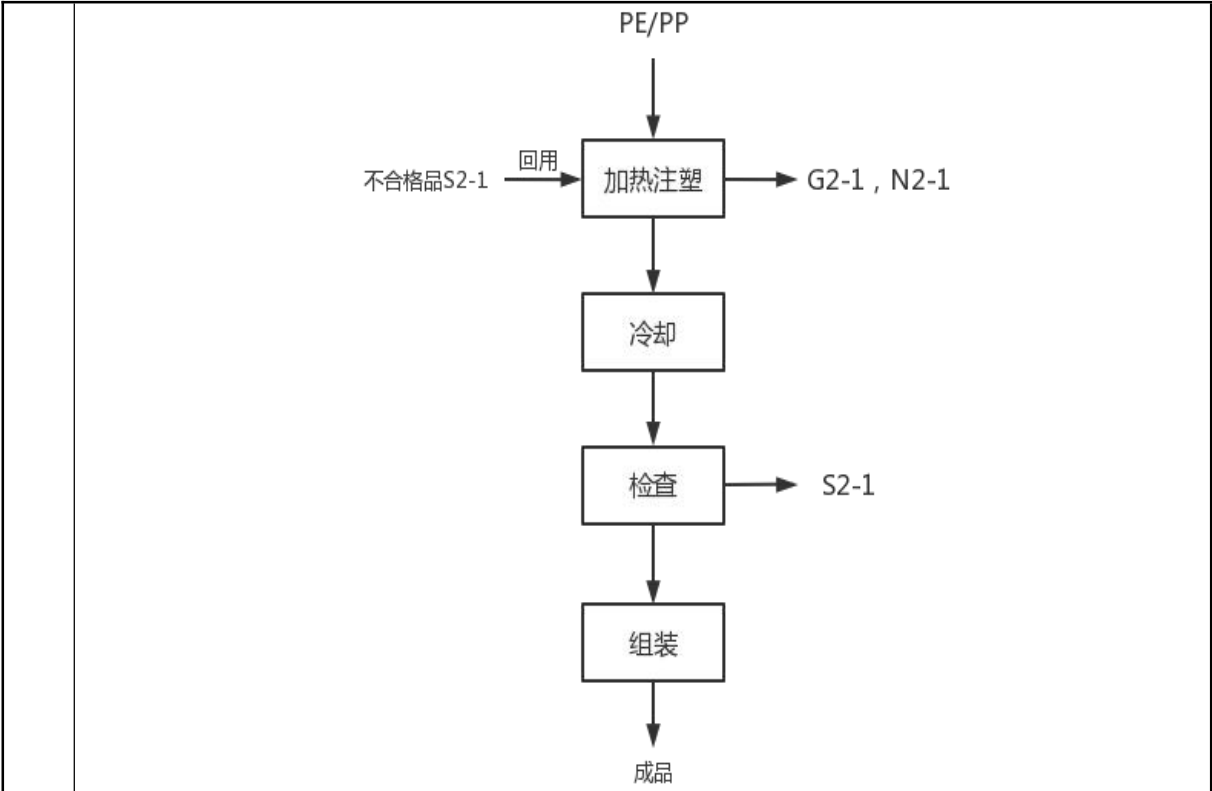 PE/PP
回用
不合格品S2-1
加热注塑
G2-1，N2-1
冷却
检查
S2-1
组装
成品